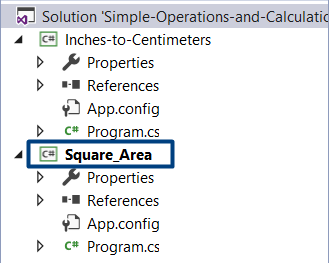 Solution 'Simple-Operations-and-Calculatio
C# Inches-to-Centimeters
Properties
References
App.config
C# Program.cs
C# Square_Area
Properties
References
App.config
C# Program.cs